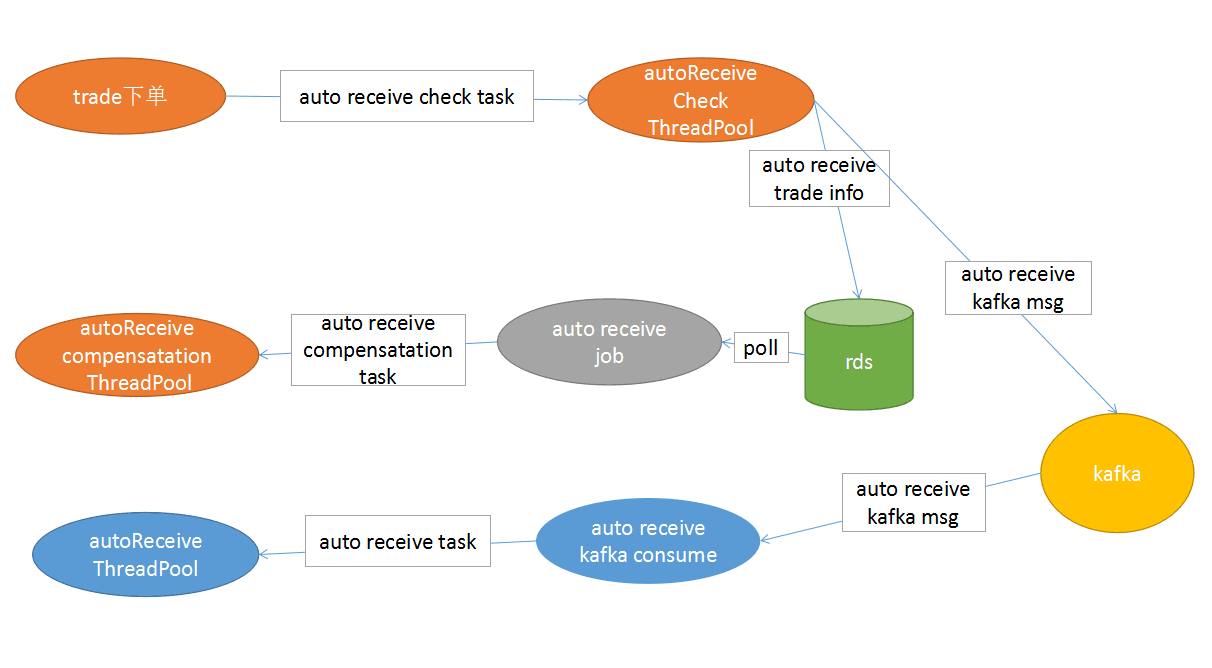 trade下单
auto receive check task
autoReceive
Check
ThreadPool
auto receive
trade info
auto receive
kafka msg
autoReceive
compensatation
ThreadPool
auto receive
compensatation
task
auto receive
job
poll
rds
kafka
auto receive
kafka msg
auto receive
kafka consume
auto receive task
autoReceive
ThreadPool